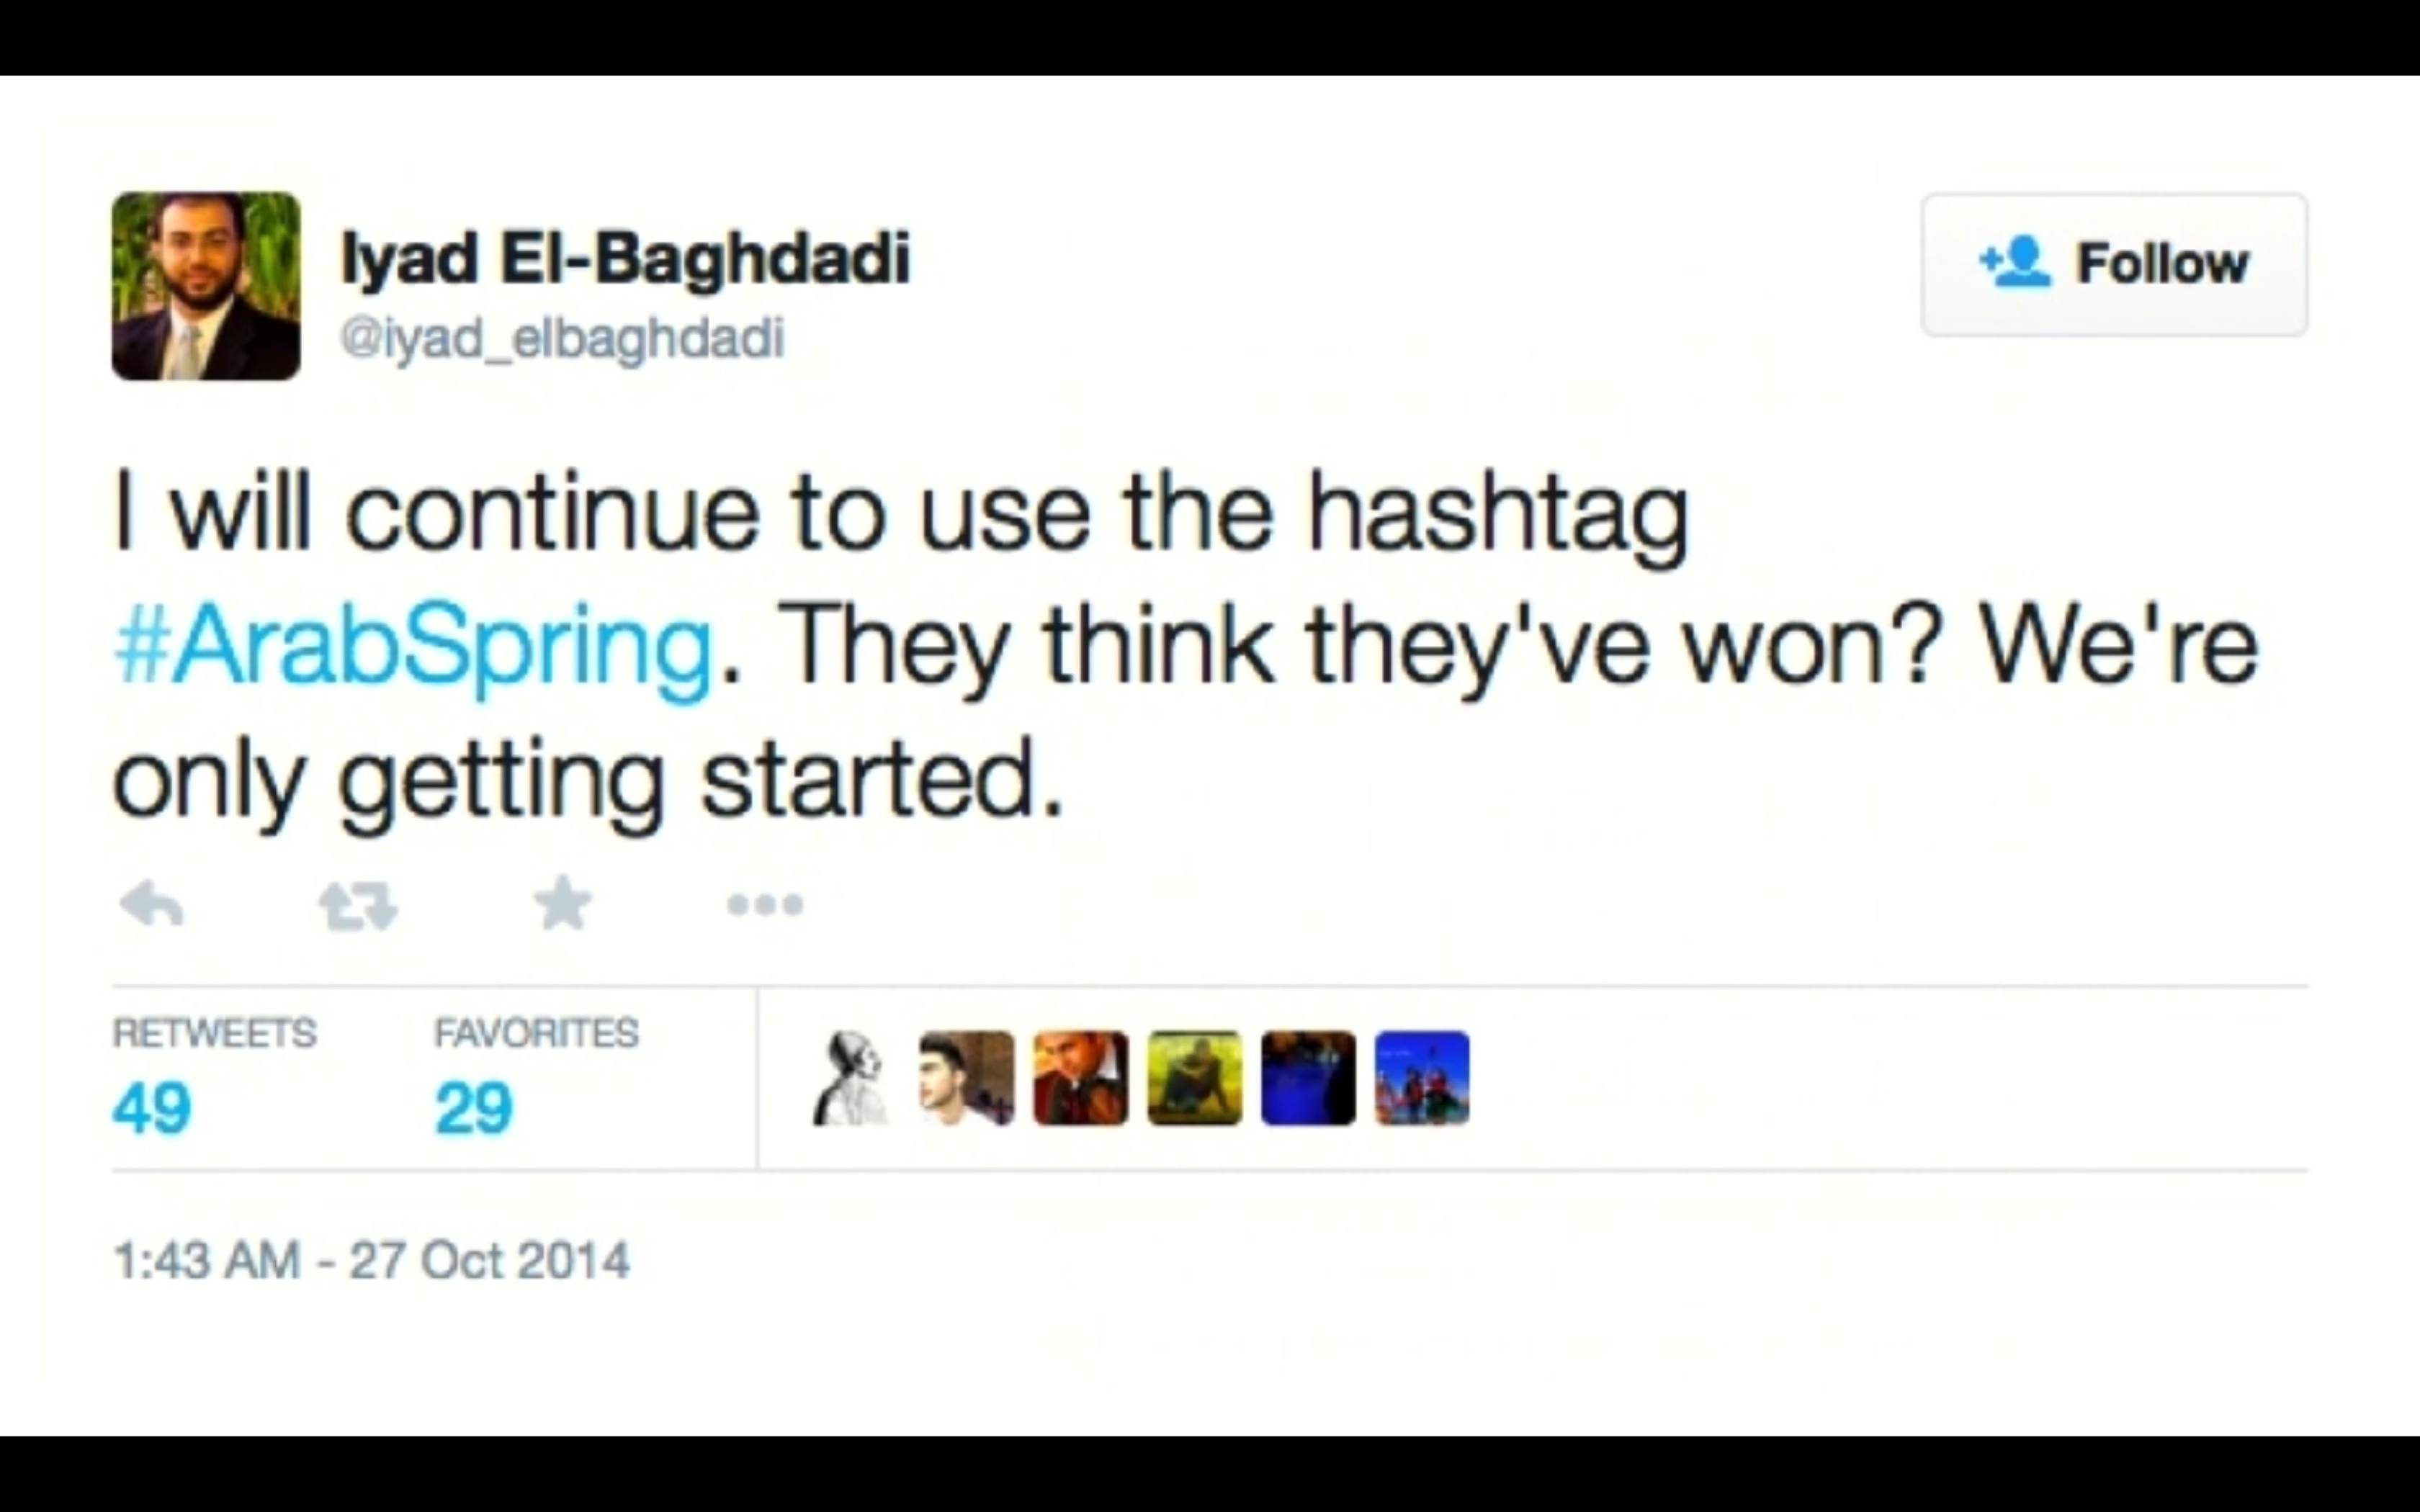 Iyad El-Baghdadi
@iyad_elbaghdadi
Follow
I will continue to use the hashtag
#ArabSpring. They think they've won? We're
only getting started.
RETWEETS FAVORITES
49 29
1:43 AM - 27 Oct 2014